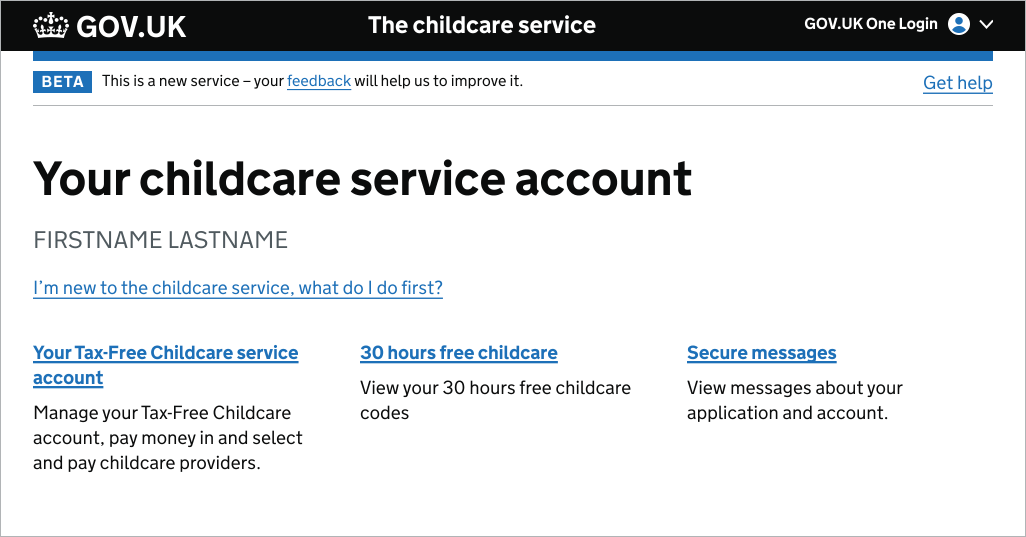 GOV.UK
The childcare service
GOV.UK One Login
BETA This is a new service – your feedback will help us to improve it.
Get help
Your childcare service account
FIRSTNAME LASTNAME
I’m new to the childcare service, what do I do first?
Your Tax-Free Childcare service
account
Manage your Tax-Free Childcare
account, pay money in and select
and pay childcare providers.
30 hours free childcare
View your 30 hours free childcare
codes
Secure messages
View messages about your
application and account.